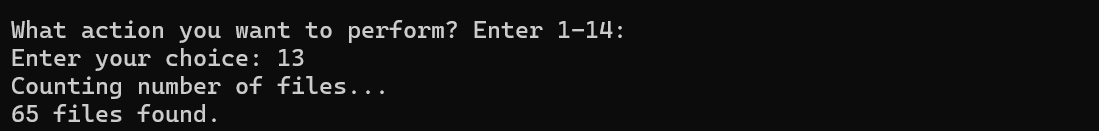 What action you want to perform? Enter 1-14:
Enter your choice: 13
Counting number of files...
65 files found.